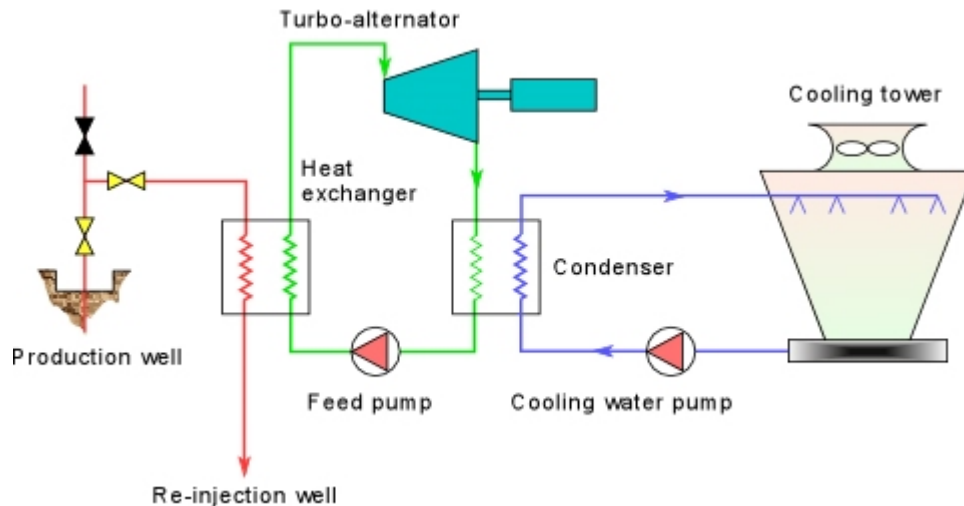 Turbo-alternator
Cooling tower
Heat
exchanger
Condenser
Production well
Feed pump
Cooling water pump
Re-injection well